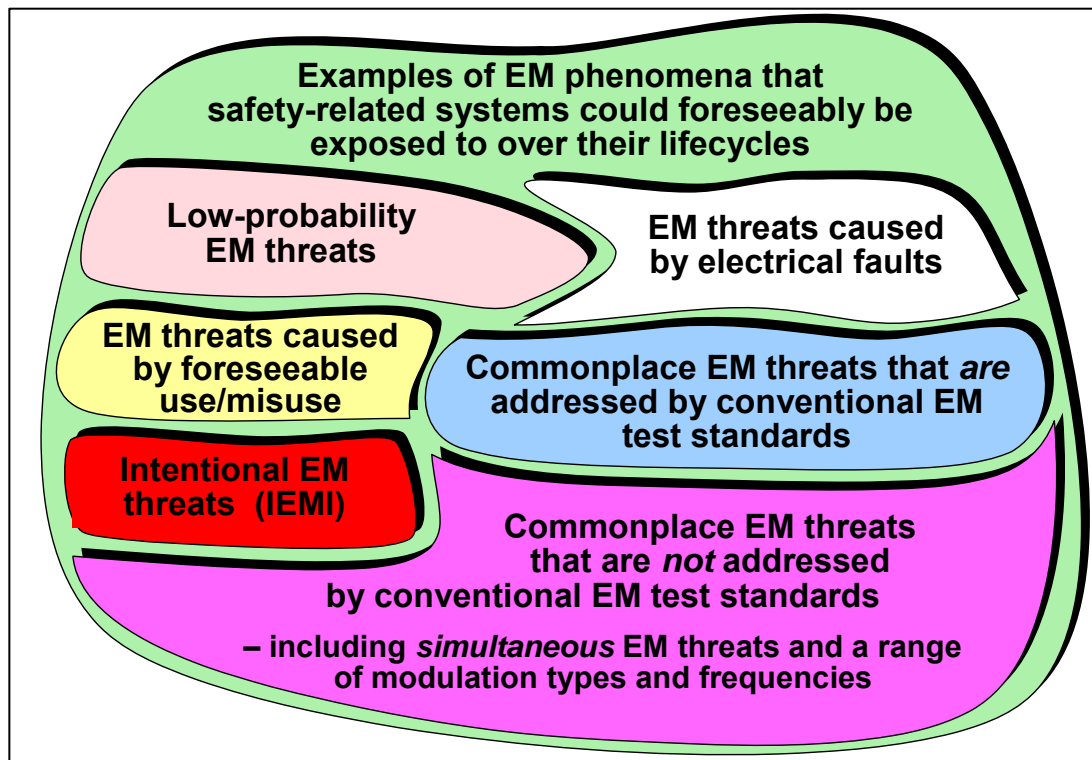 Examples of EM phenomena that
safety-related systems could foreseeably be
exposed to over their lifecycles
Low-probability
EM threats
EM threats caused
by electrical faults
EM threats caused
by foreseeable
use/misuse
Commonplace EM threats that are
addressed by conventional EM
test standards
Intentional EM
threats (IEMI)
Commonplace EM threats
that are not addressed
by conventional EM test standards
– including simultaneous EM threats and a range
of modulation types and frequencies